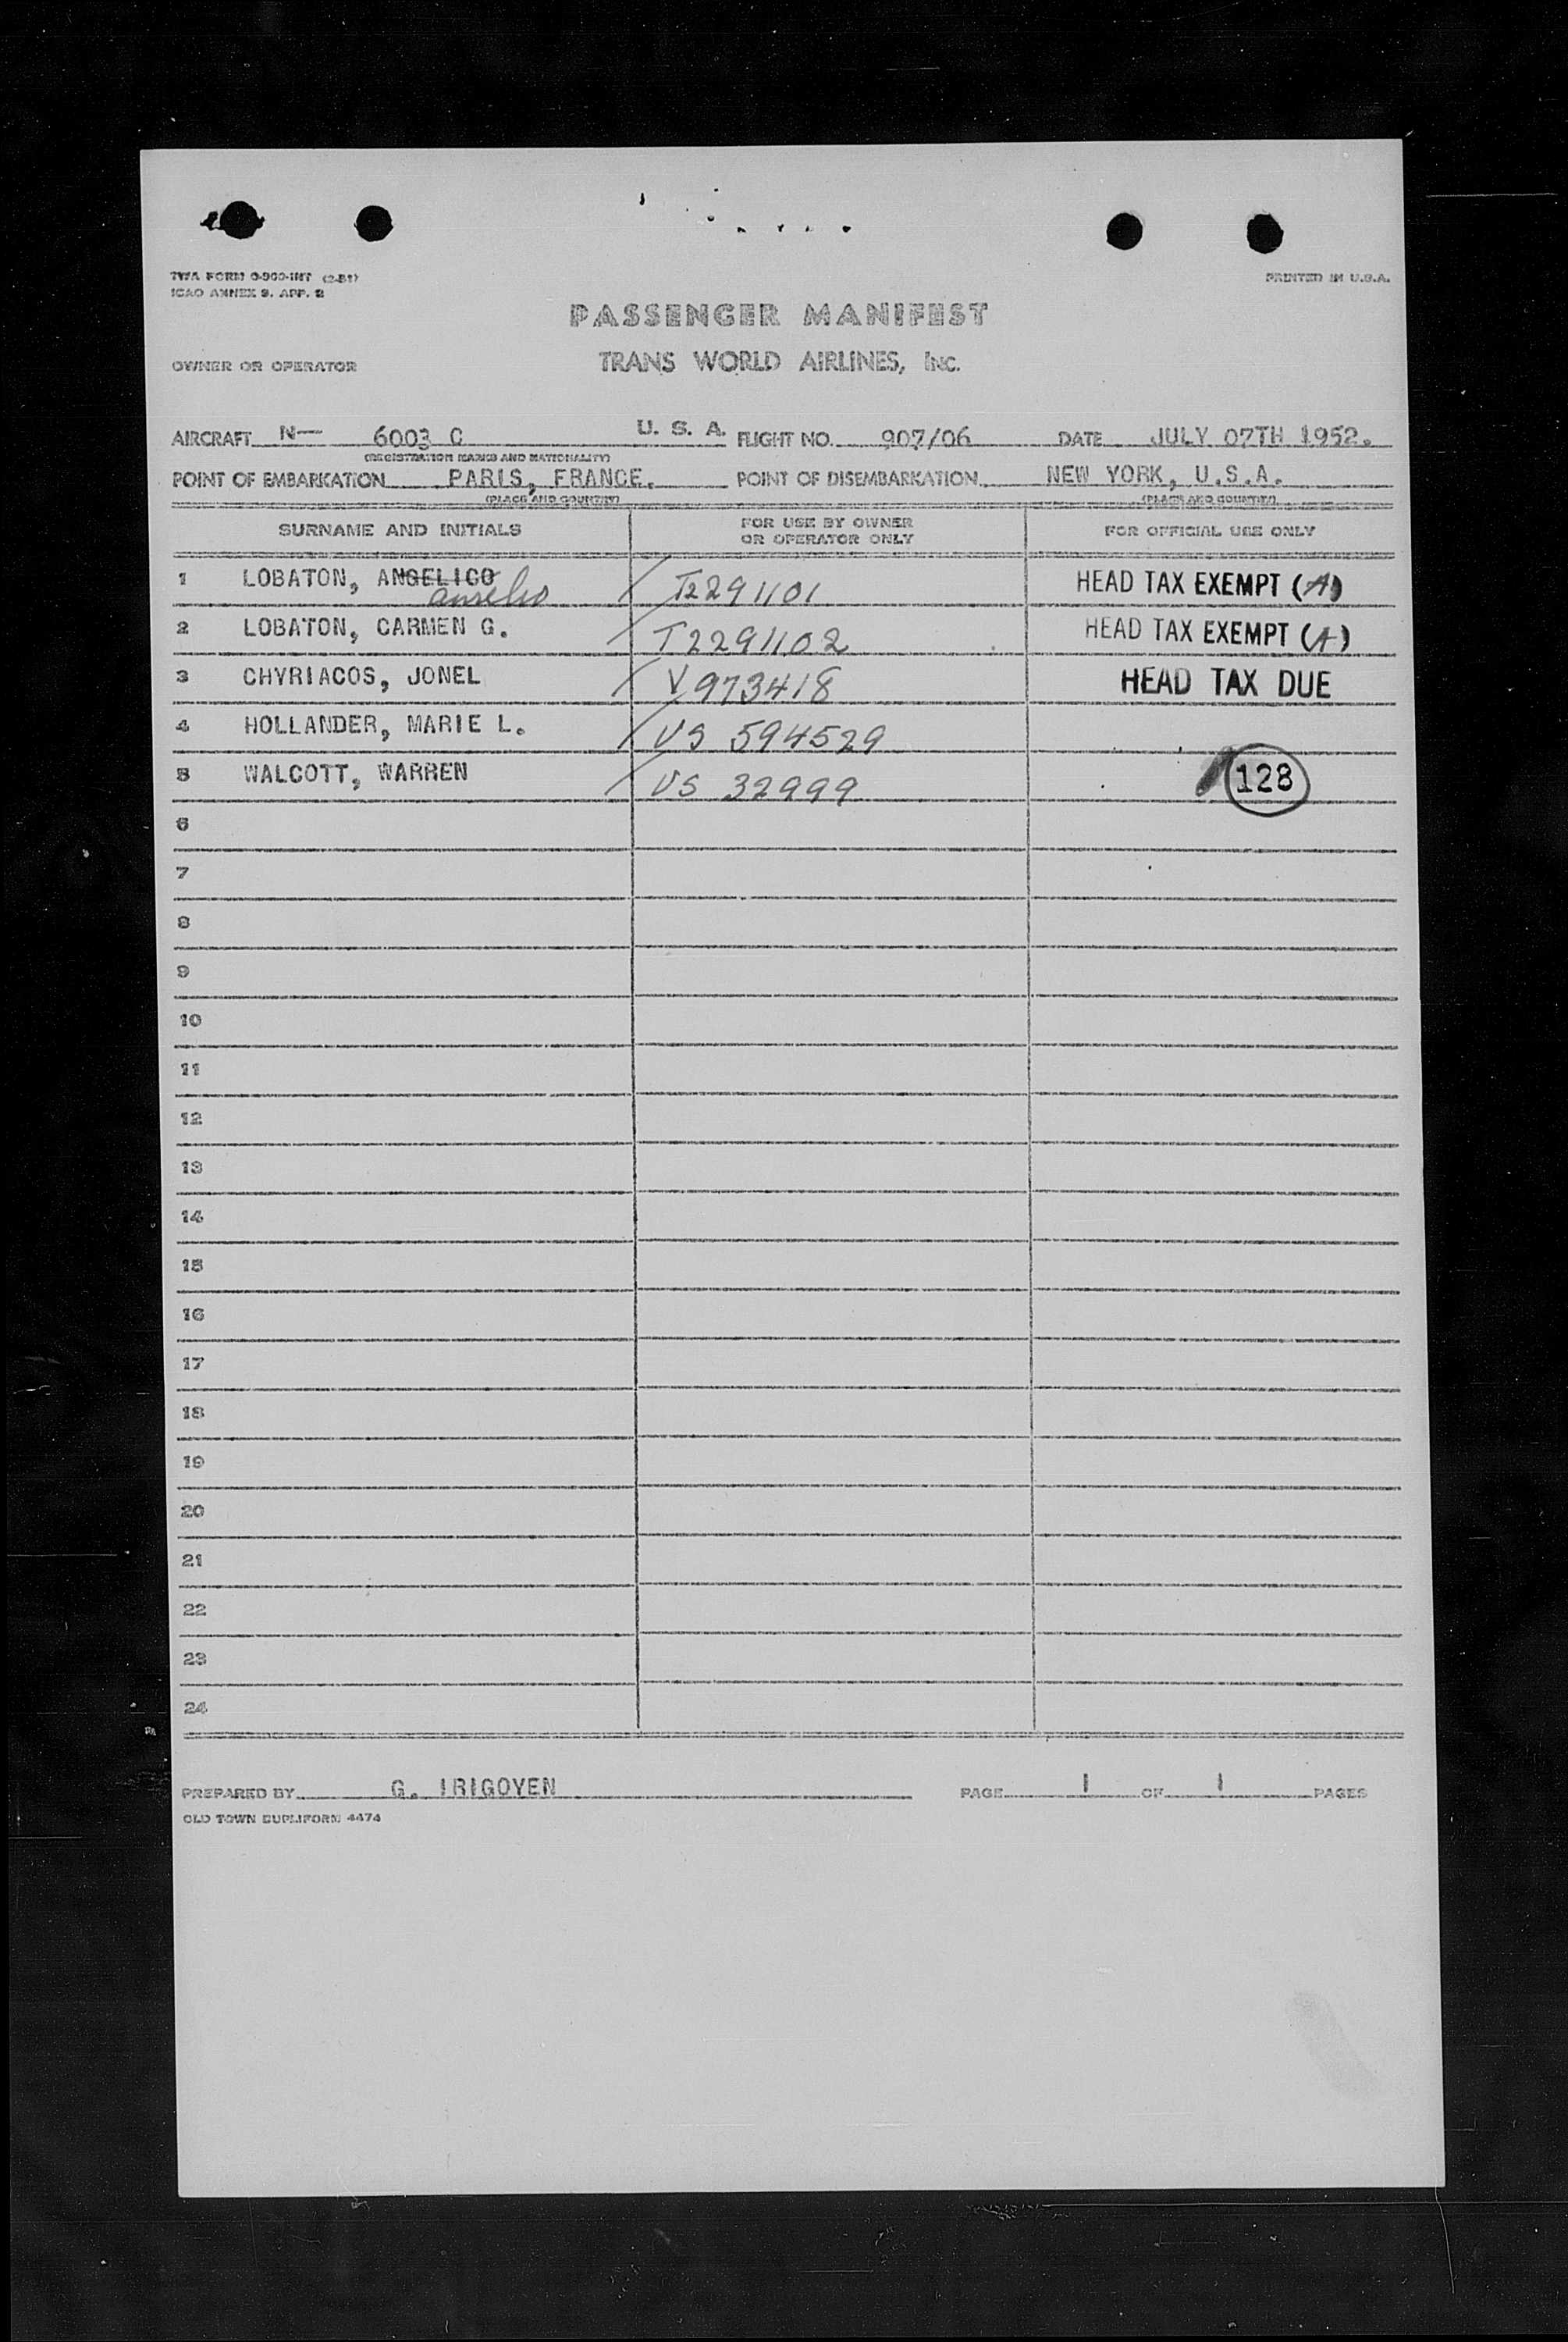 TWA FORM O-900-INT (2-51)
ICAO ANNEX 9. APP. 2
PRINTED IN U.S.A.
PASSENGER MANIFEST
OWNER OR OPERATOR TRANS WORLD AIRLINES, Inc.
AIRCRAFT N— 6003 C U. S. A. FLIGHT NO. 907/06 DATE JULY 07TH 1952.
(REGISTRATION MARKS AND NATIONALITY)
POINT OF EMBARKATION PARIS, FRANCE. POINT OF DISEMBARKATION NEW YORK, U.S.A.
(PLACE AND COUNTRY) (PLACE AND COUNTRY)
SURNAME AND INITIALS FOR USE BY OWNER OR OPERATOR ONLY FOR OFFICIAL USE ONLY
1 LOBATON, ANGELICO T2291101 HEAD TAX EXEMPT (A)
anselmo
2 LOBATON, CARMEN G. T2291102 HEAD TAX EXEMPT (A)
3 CHYRIACOS, JONEL V973418 HEAD TAX DUE
4 HOLLANDER, MARIE L. US 594529
5 WALCOTT, WARREN US 32999 128
6
7
8
9
10
11
12
13
14
15
16
17
18
19
20
21
22
23
24
PREPARED BY G. IRIGOYEN PAGE 1 OF 1 PAGES
OLD TOWN DUPLIFORM 4474